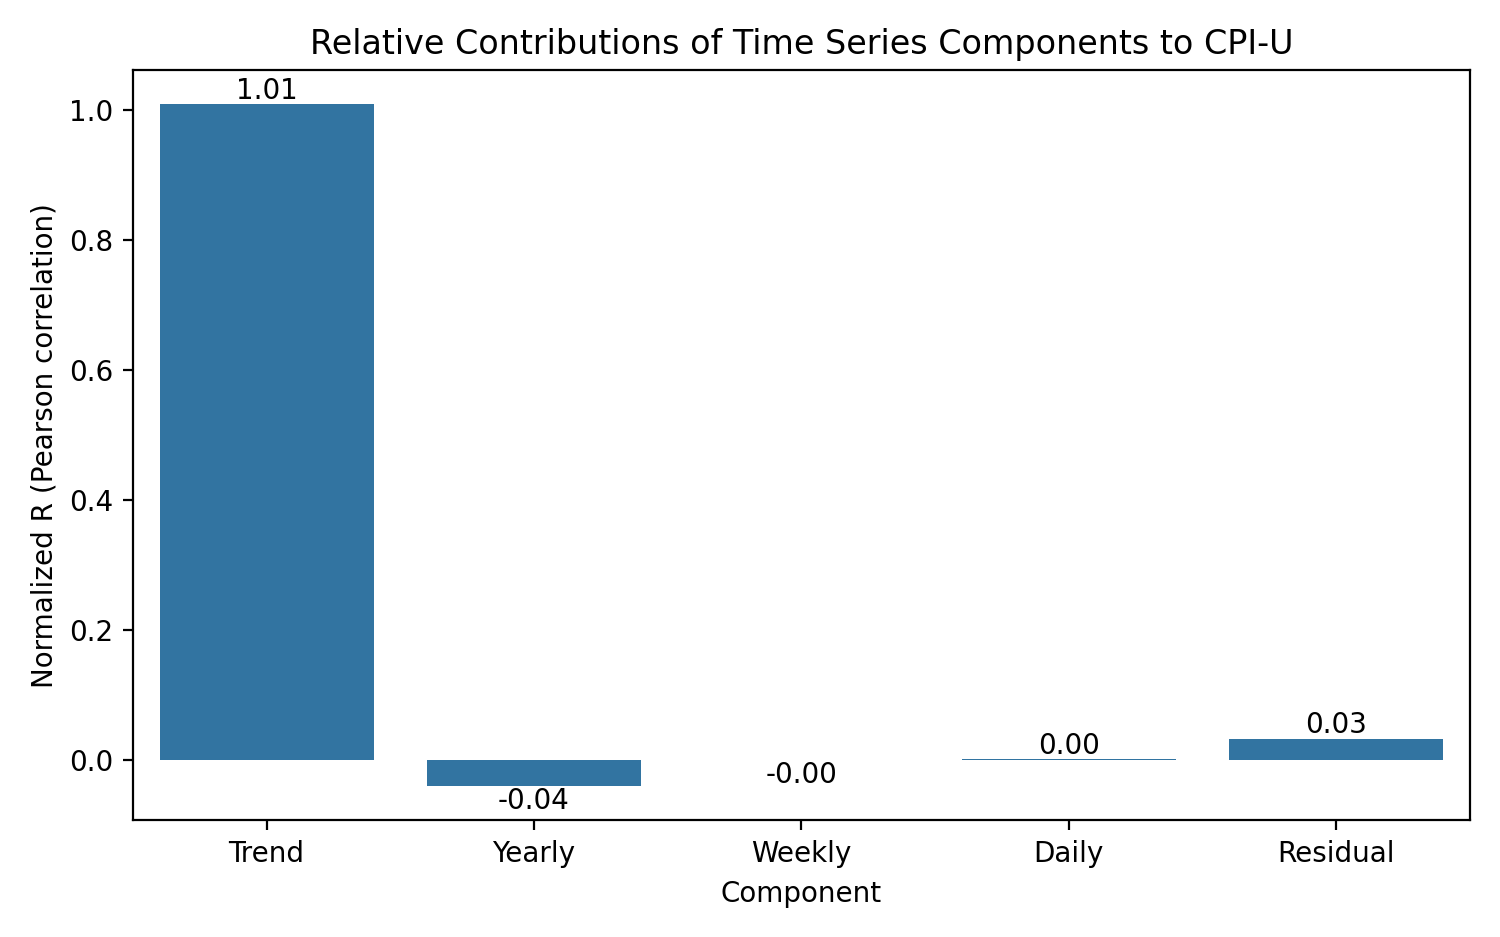 Relative Contributions of Time Series Components to CPI-U
Normalized R (Pearson correlation)
1.0
0.8
0.6
0.4
0.2
0.0
1.01
-0.04
-0.00
0.00
0.03
Trend
Yearly
Weekly
Daily
Residual
Component